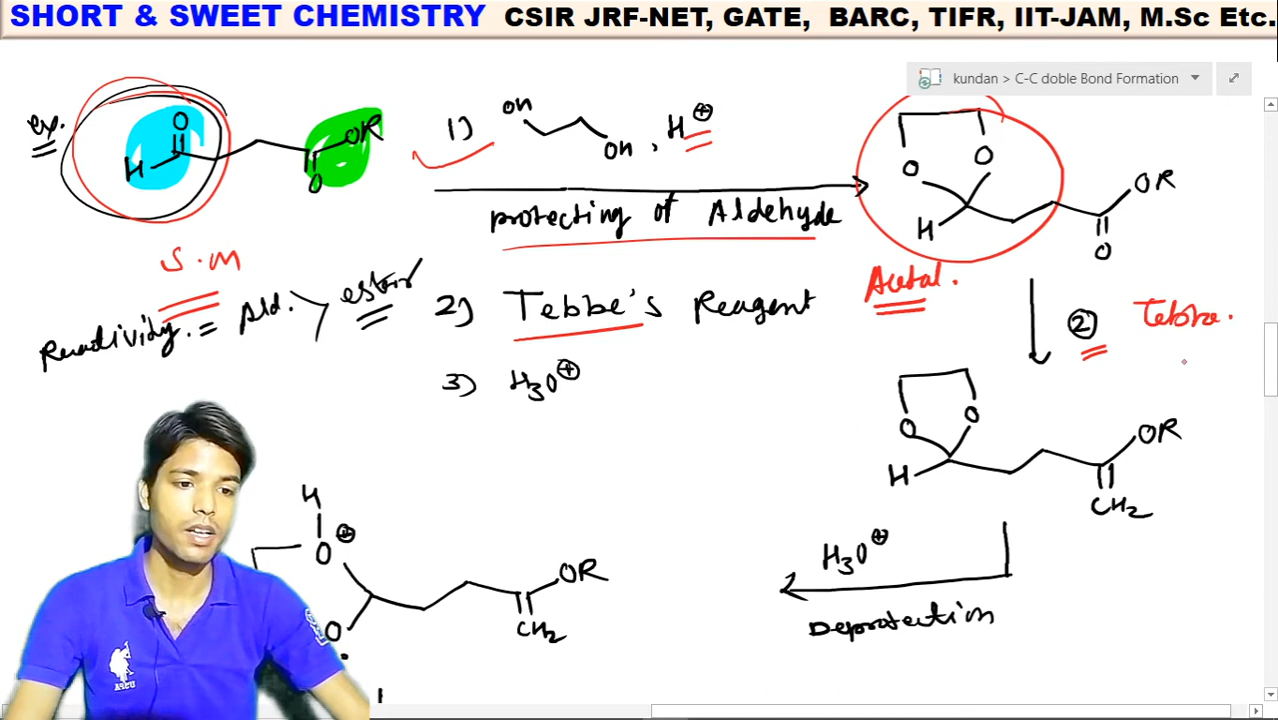 SHORT & SWEET CHEMISTRY CSIR JRF-NET, GATE, BARC, TIFR, IIT-JAM, M.Sc Etc.
kundan > C-C doble Bond Formation
ex.
H O OR O
1) OH OH , H⊕
protecting of Aldehyde
O O H OR O
S.M
Acetal.
Reactivity = Ald. > ester
2) Tebbe's Reagent
② Tebbe.
3) H3O⊕
O O H OR CH2
H3O⊕
Deprotection
H O⊕ O OR CH2
USPA